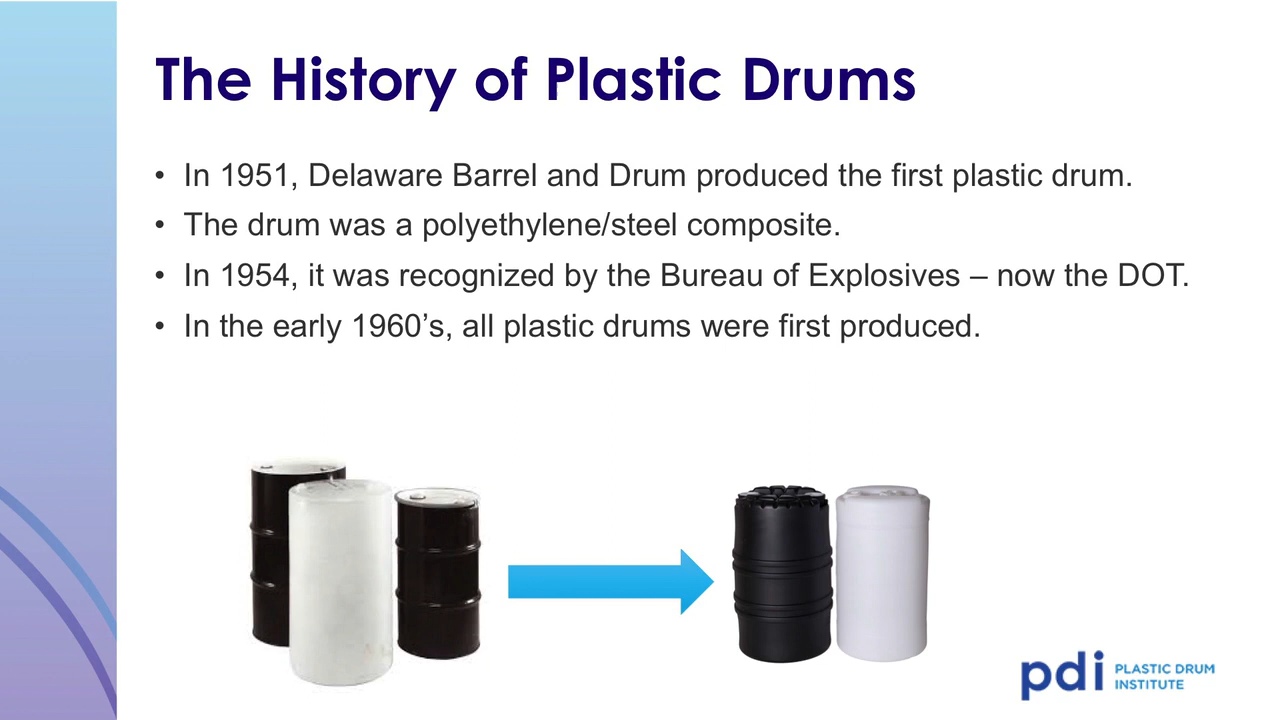 The History of Plastic Drums
• In 1951, Delaware Barrel and Drum produced the first plastic drum.
• The drum was a polyethylene/steel composite.
• In 1954, it was recognized by the Bureau of Explosives – now the DOT.
• In the early 1960’s, all plastic drums were first produced.
pdi PLASTIC DRUM
INSTITUTE